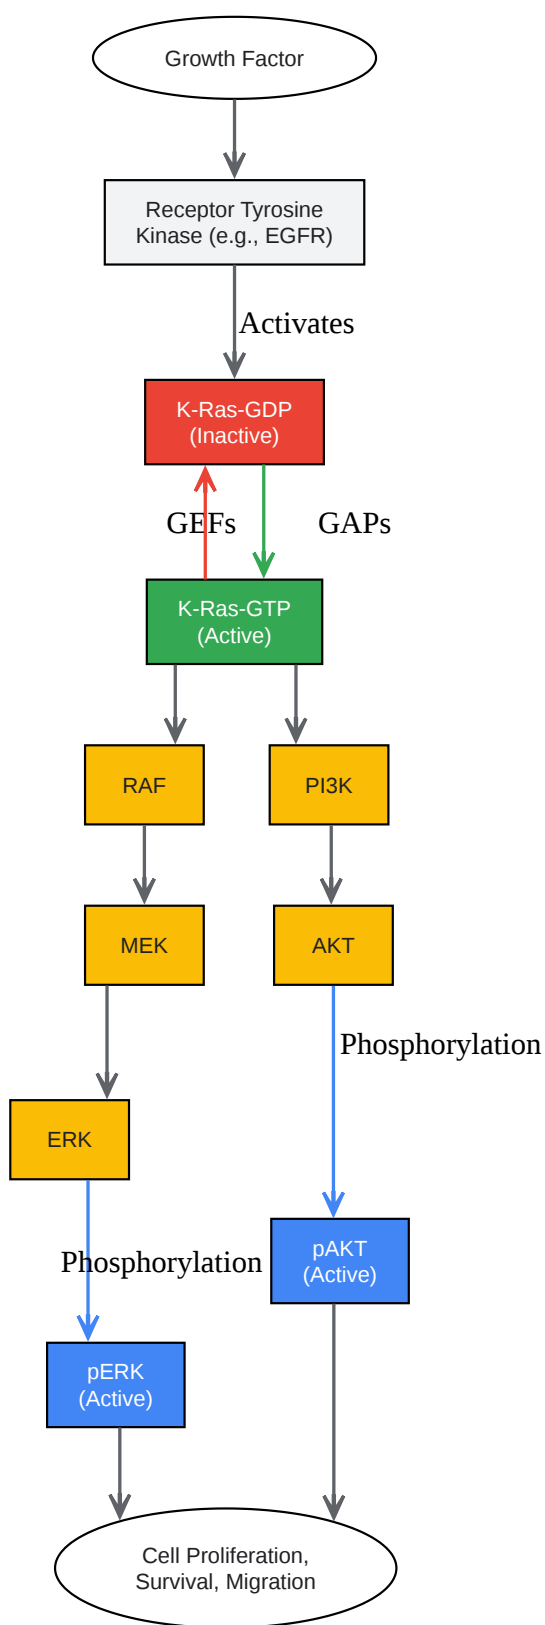 Growth Factor
Receptor Tyrosine
Kinase (e.g., EGFR)
Activates
K-Ras-GDP
(Inactive)
GEFs
GAPs
K-Ras-GTP
(Active)
RAF
PI3K
MEK
AKT
Phosphorylation
ERK
Phosphorylation
pAKT
(Active)
pERK
(Active)
Cell Proliferation,
Survival, Migration